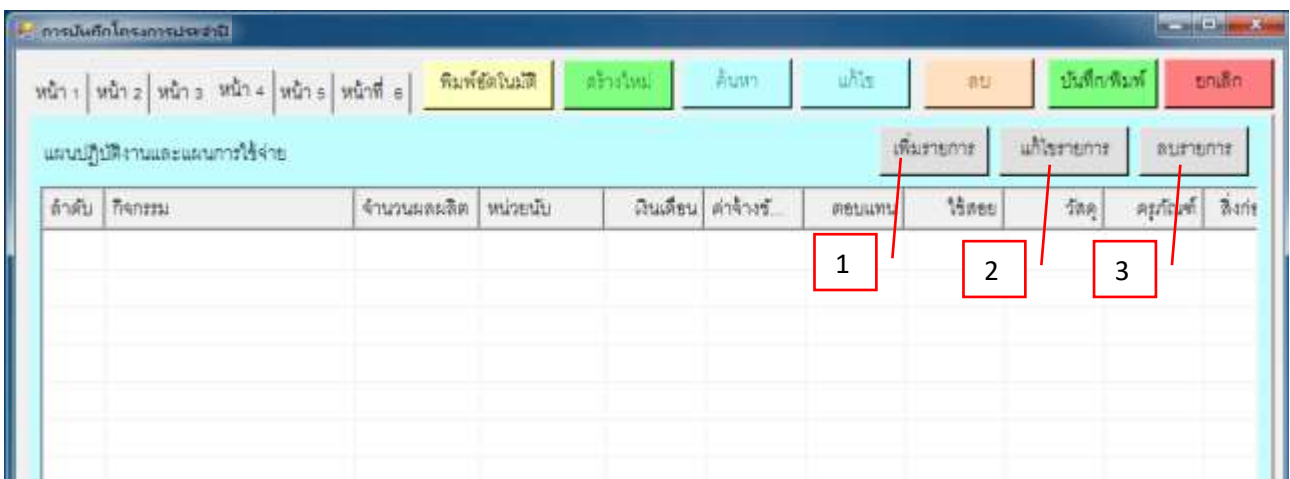 การบันทึกโครงการประจำปี
หน้า 1 หน้า 2 หน้า 3 หน้า 4 หน้า 5 หน้าที่ 6 พิมพ์อัตโนมัติ สร้างใหม่ ค้นหา แก้ไข ลบ บันทึก/พิมพ์ ยกเลิก
แผนปฏิบัติงานและแผนการใช้จ่าย เพิ่มรายการ แก้ไขรายการ ลบรายการ
ลำดับ กิจกรรม จำนวนผลผลิต หน่วยนับ เงินเดือน ค่าจ้างชั... ตอบแทน ใช้สอย วัสดุ ครุภัณฑ์ สิ่งก่อ
1 2 3